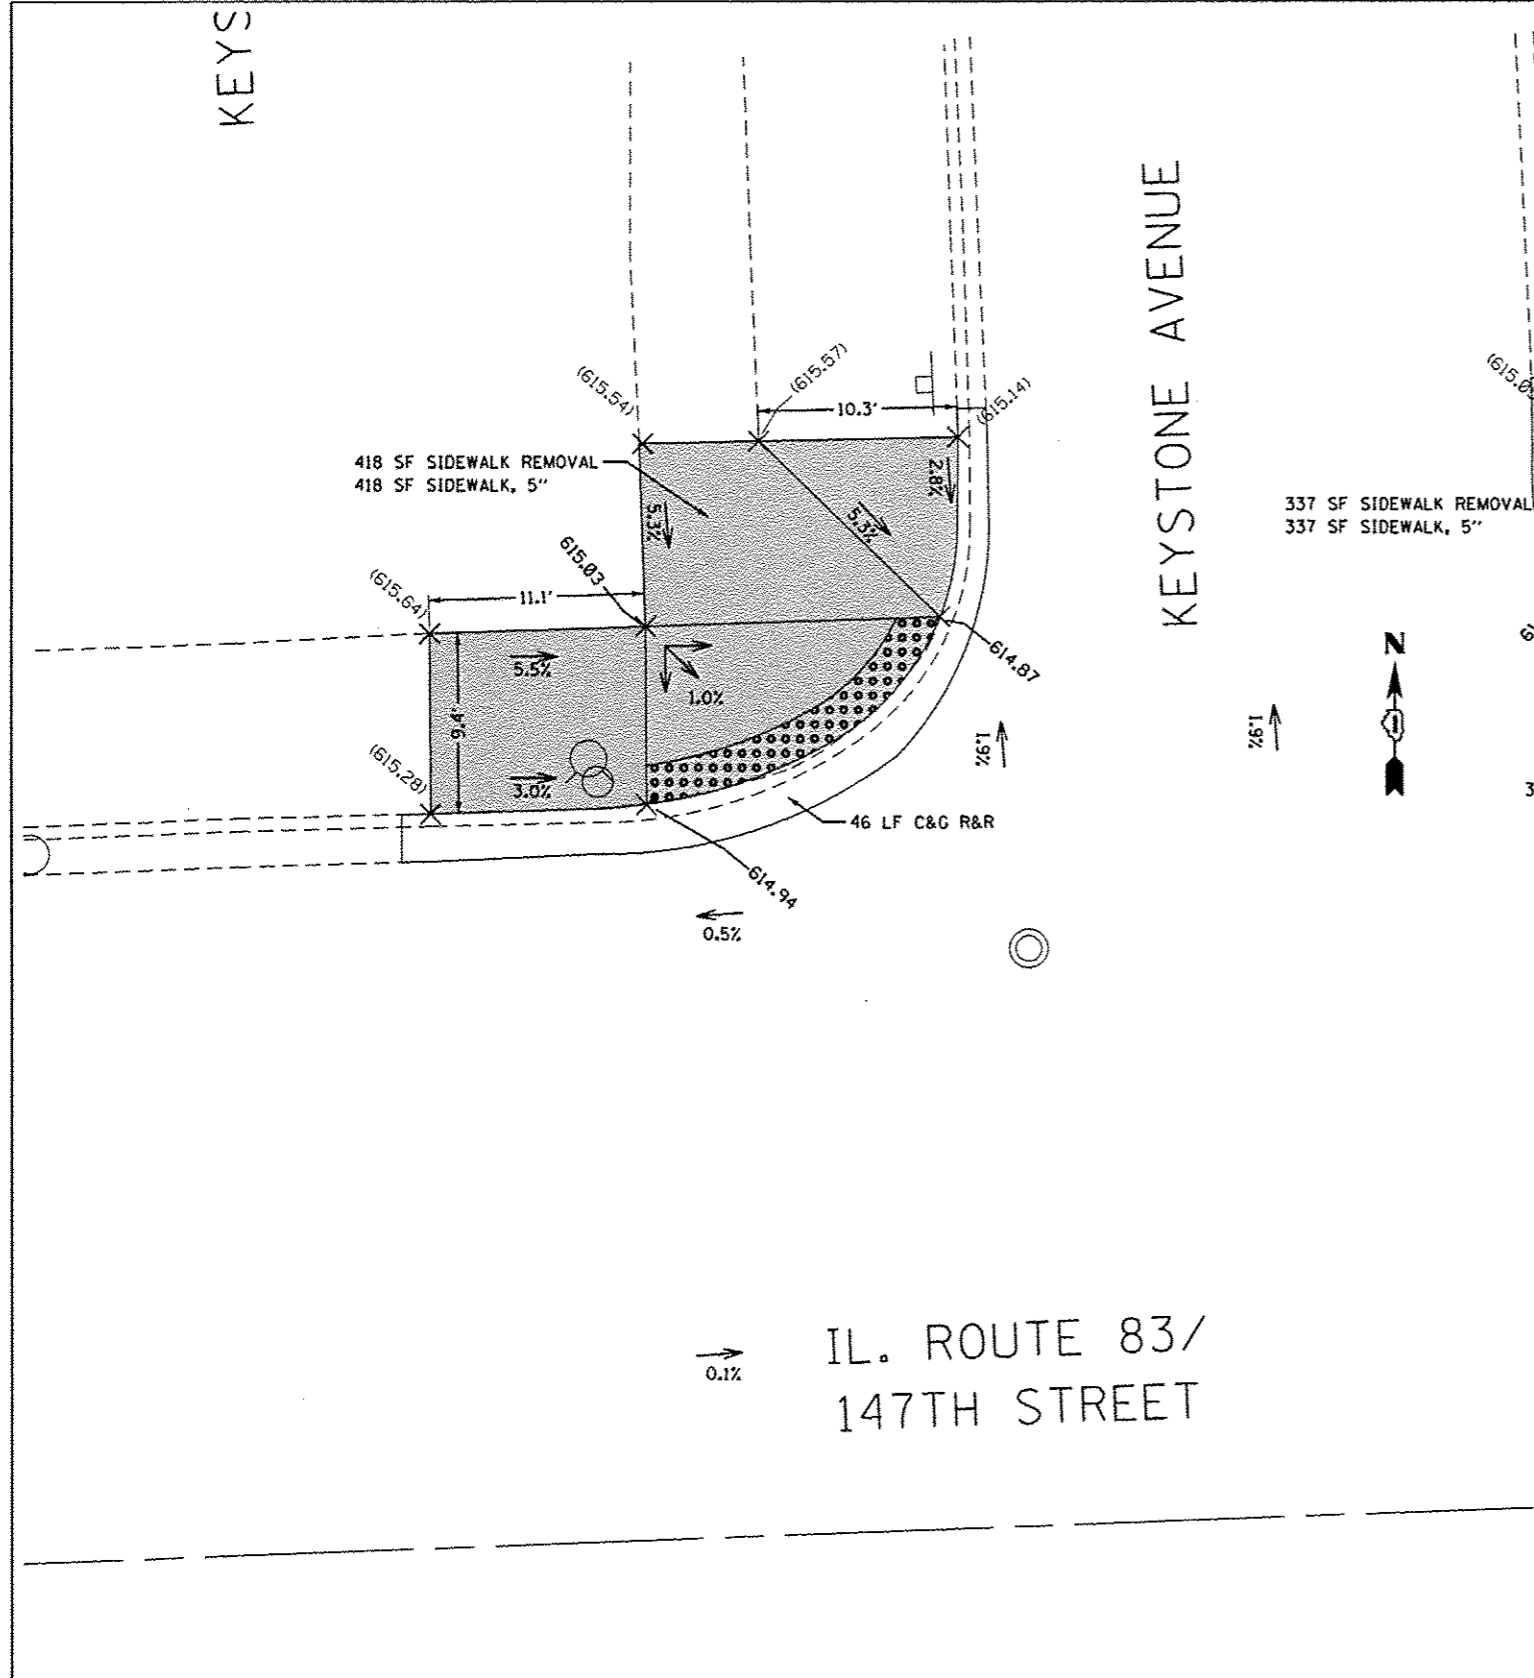 KEYS
KEYSTONE AVENUE
(615.54)
(615.57)
(615.14)
10.3'
418 SF SIDEWALK REMOVAL
418 SF SIDEWALK, 5"
2.8%
5.3%
5.3%
337 SF SIDEWALK REMOVAL
337 SF SIDEWALK, 5"
615.03
(615.64)
11.1'
5.5%
1.0%
614.87
N
9.4'
1.9%
1.9%
(615.28)
3.0%
46 LF C&G R&R
614.94
0.5%
0.1%
IL. ROUTE 83/
147TH STREET